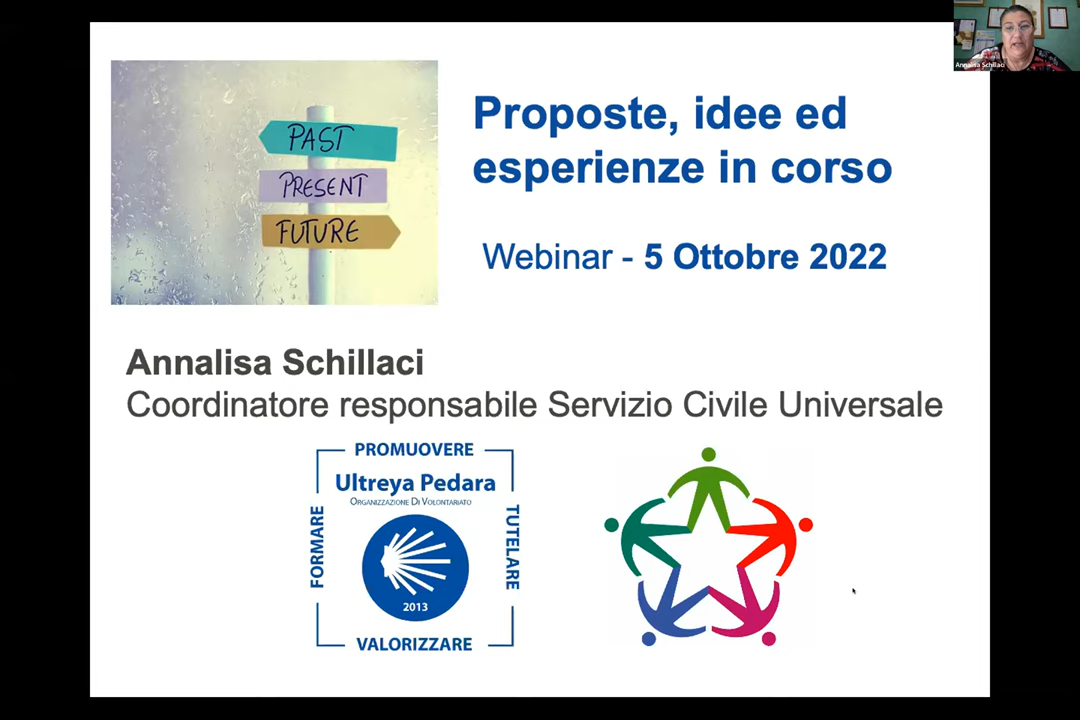 Annalisa Schillaci
PAST
PRESENT
FUTURE
Proposte, idee ed
esperienze in corso
Webinar - 5 Ottobre 2022
Annalisa Schillaci
Coordinatore responsabile Servizio Civile Universale
PROMUOVERE
Ultreya Pedara
ORGANIZZAZIONE DI VOLONTARIATO
FORMARE
TUTELARE
2013
VALORIZZARE